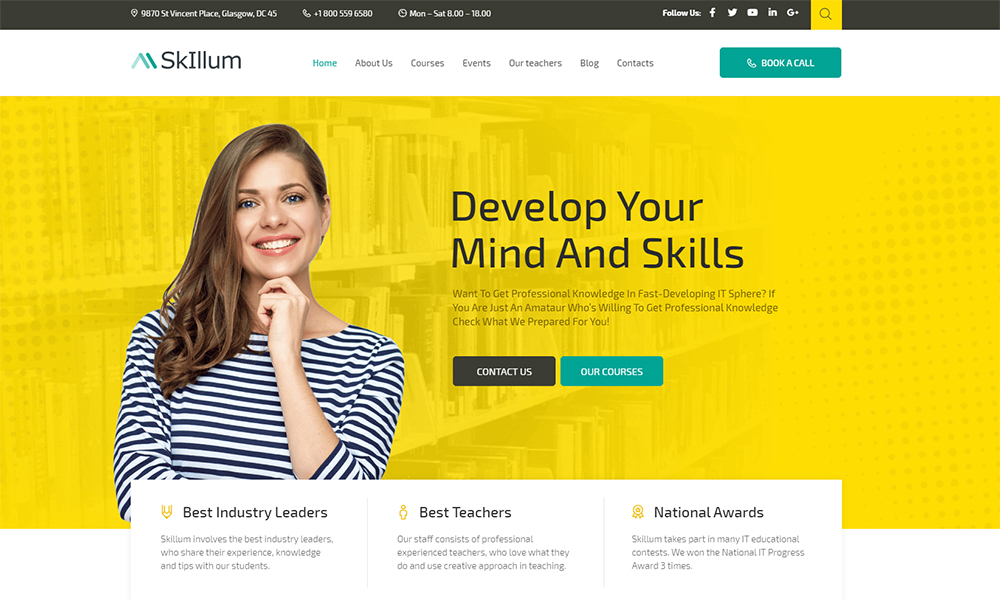 9870 St Vincent Place, Glasgow, DC 45
+1 800 559 6580
Mon – Sat 8.00 – 18.00
Follow Us:
SkIllum
Home
About Us
Courses
Events
Our teachers
Blog
Contacts
BOOK A CALL
Develop Your
Mind And Skills
Want To Get Professional Knowledge In Fast-Developing IT Sphere? If
You Are Just An Amataur Who's Willing To Get Professional Knowledge
Check What We Prepared For You!
CONTACT US
OUR COURSES
Best Industry Leaders
Skillum involves the best industry leaders,
who share their experience, knowledge
and tips with our students.
Best Teachers
Our staff consists of professional
experienced teachers, who love what they
do and use creative approach in teaching.
National Awards
Skillum takes part in many IT educational
contests. We won the National IT Progress
Award 3 times.